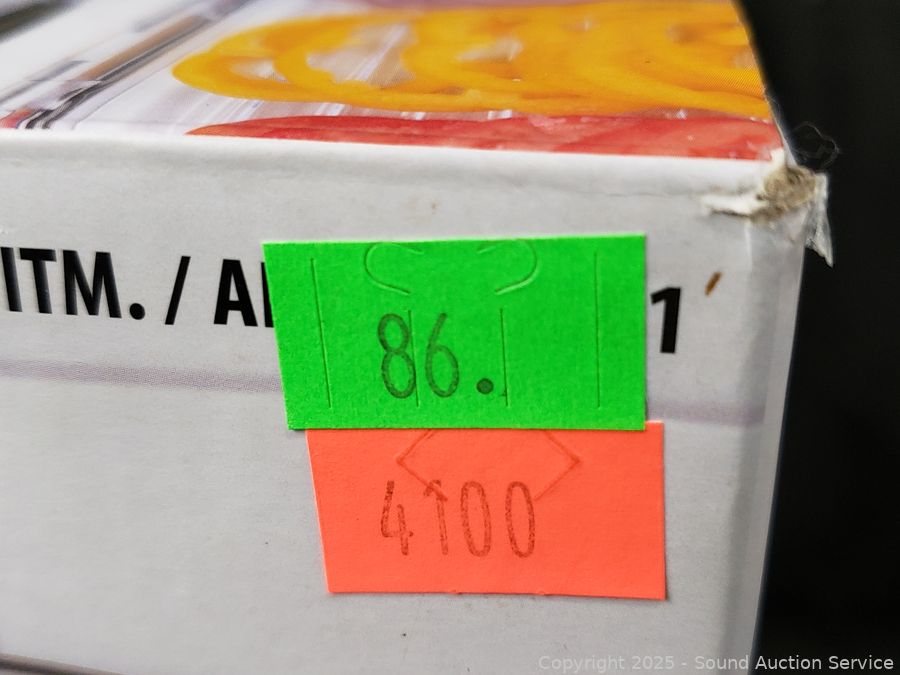 ITM. / A
1
86.
4100
Copyright © 2025 - Sound Auction Service